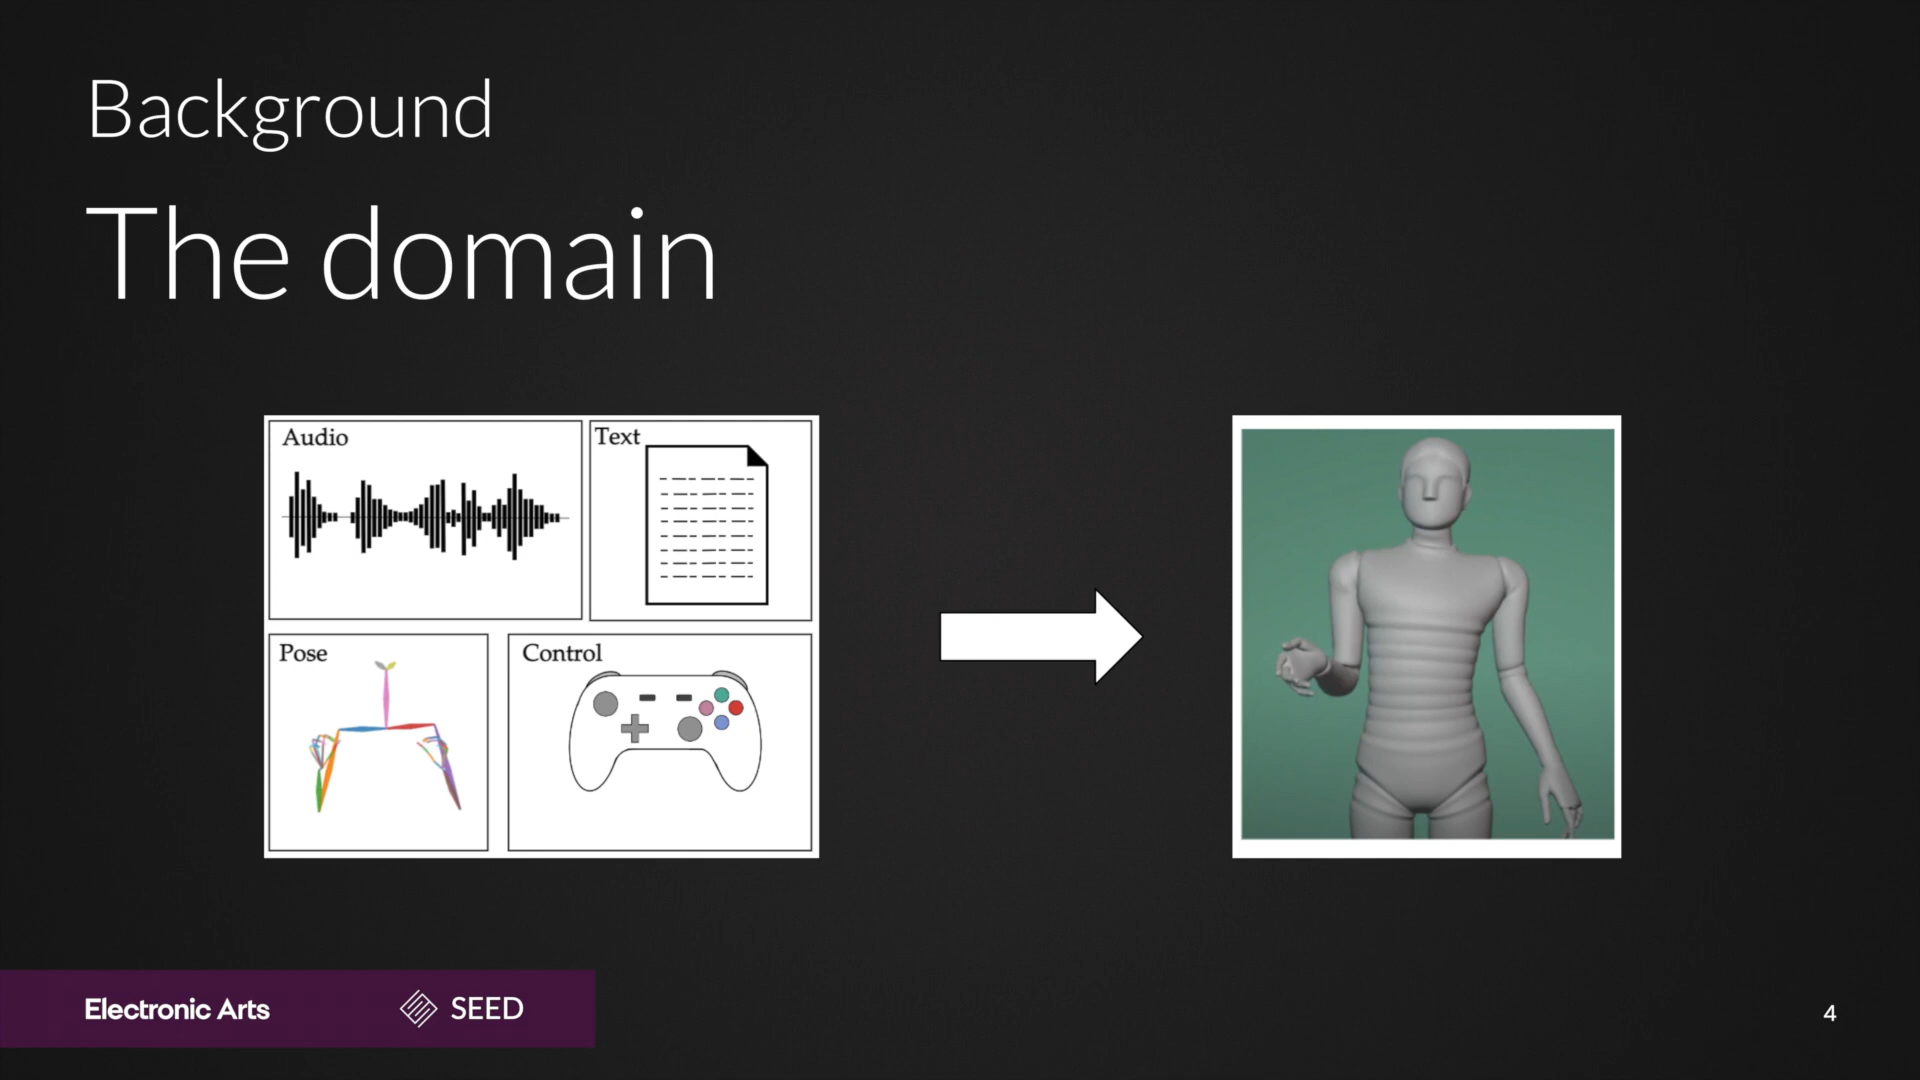 Background
The domain
Audio
Text
Pose
Control
Electronic Arts
SEED
4